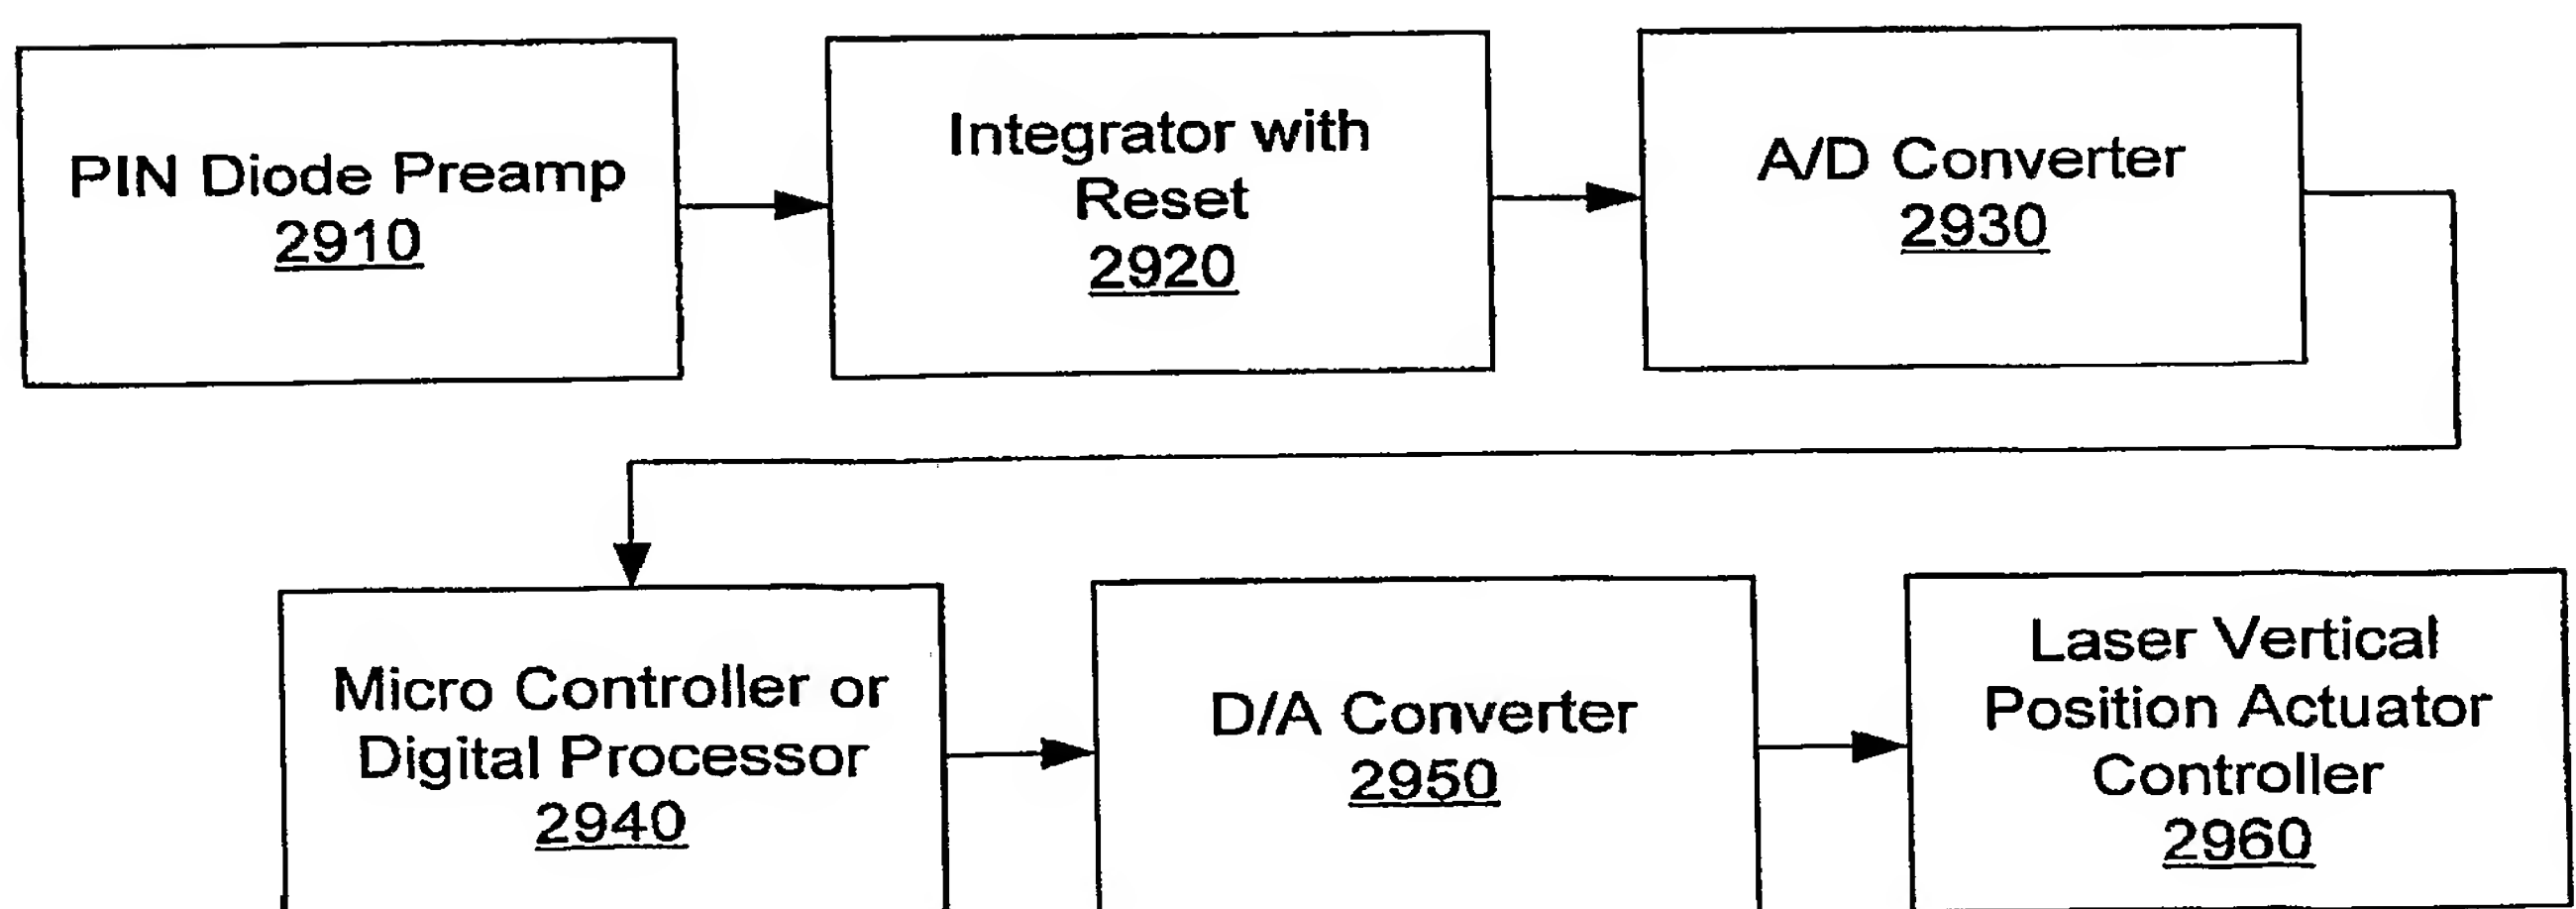 PIN Diode Preamp
2910
Integrator with
Reset
2920
A/D Converter
2930
Micro Controller or
Digital Processor
2940
D/A Converter
2950
Laser Vertical
Position Actuator
Controller
2960